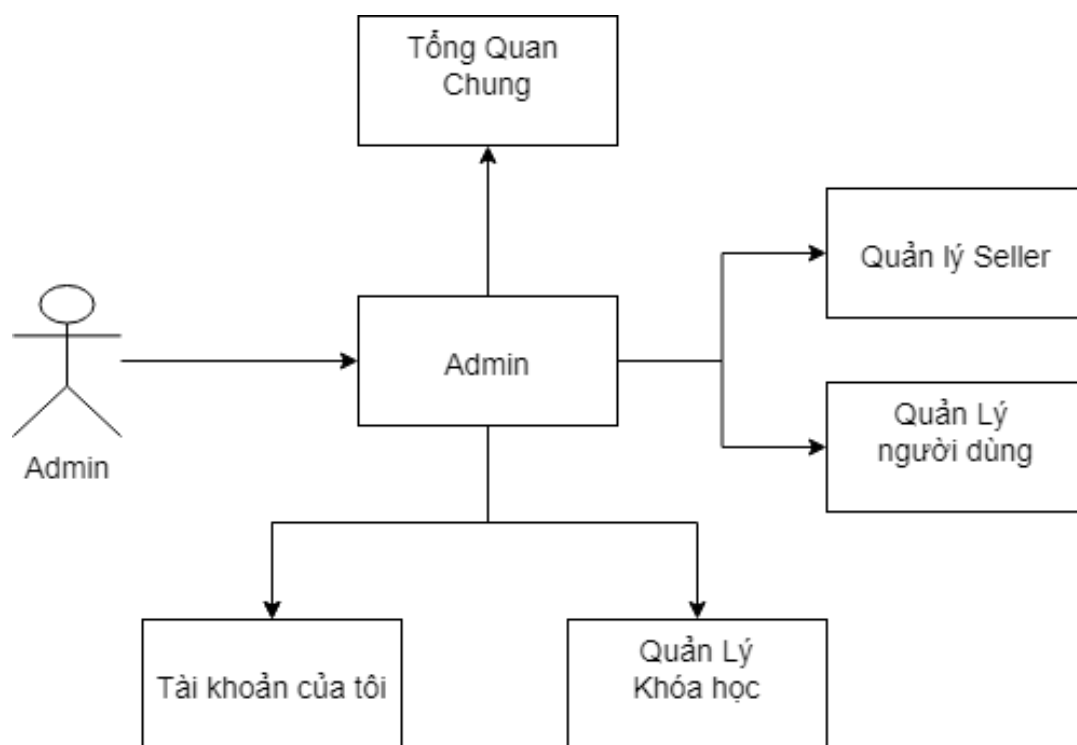 Tổng Quan
Chung
Quản lý Seller
Admin
Quản Lý
người dùng
Admin
Tài khoản của tôi
Quản Lý
Khóa học